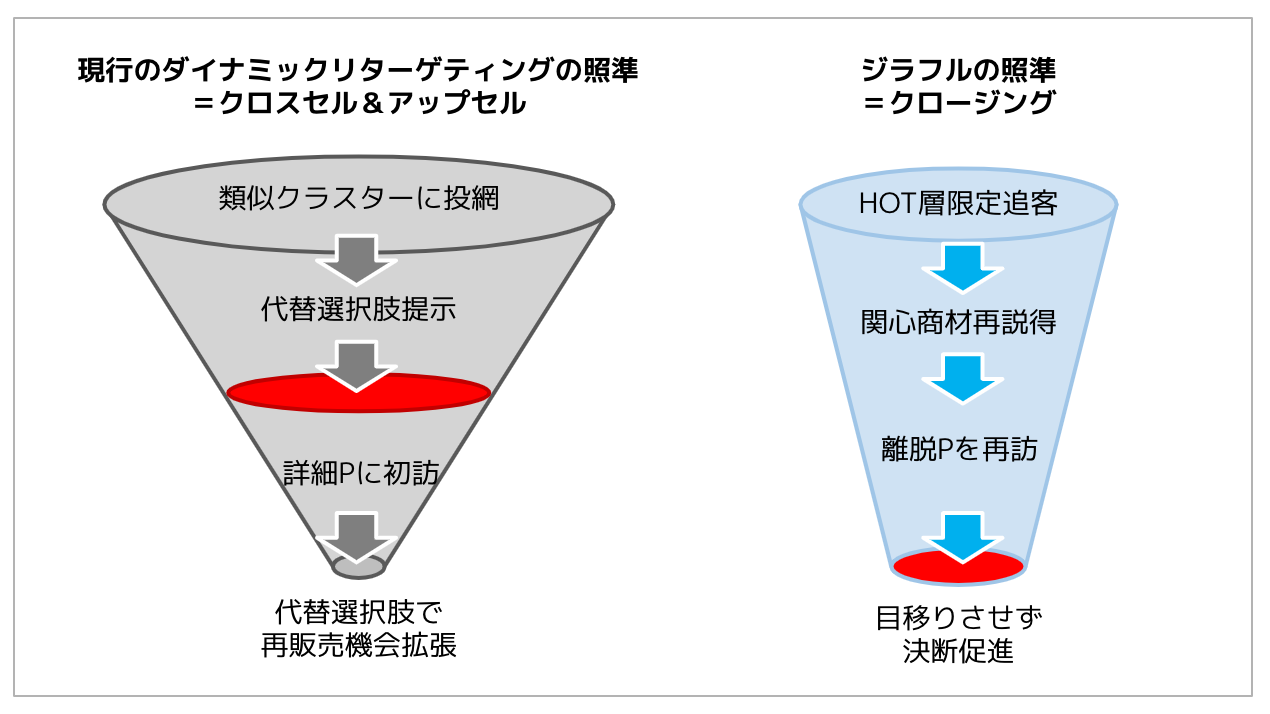 現行のダイナミックリターゲティングの照準
＝クロスセル＆アップセル
類似クラスターに投網
代替選択肢提示
詳細Pに初訪
代替選択肢で
再販売機会拡張
ジラフルの照準
＝クロージング
HOT層限定追客
関心商材再説得
離脱Pを再訪
目移りさせず
決断促進